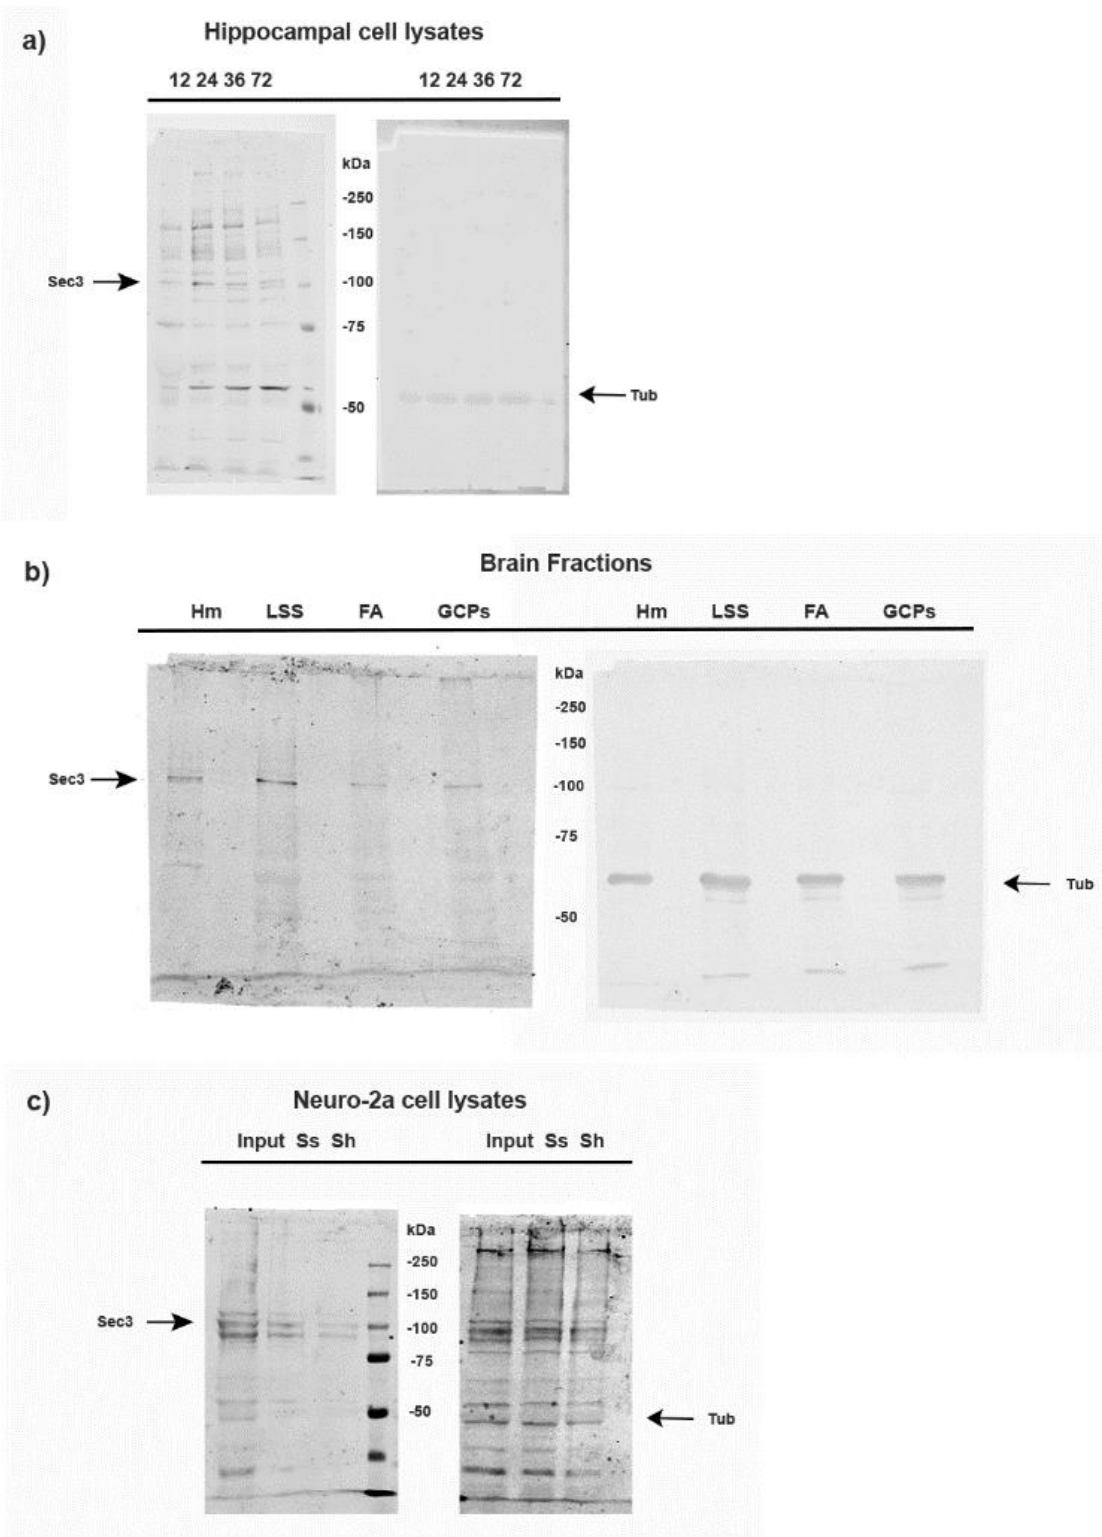 a)
Hippocampal cell lysates
12 24 36 72
12 24 36 72
kDa
-250
-150
Sec3
-100
-75
Tub
-50
b)
Brain Fractions
Hm LSS FA GCPs
Hm LSS FA GCPs
kDa
-250
-150
Sec3
-100
-75
Tub
-50
c)
Neuro-2a cell lysates
Input Ss Sh
Input Ss Sh
kDa
-250
-150
Sec3
-100
-75
-50
Tub